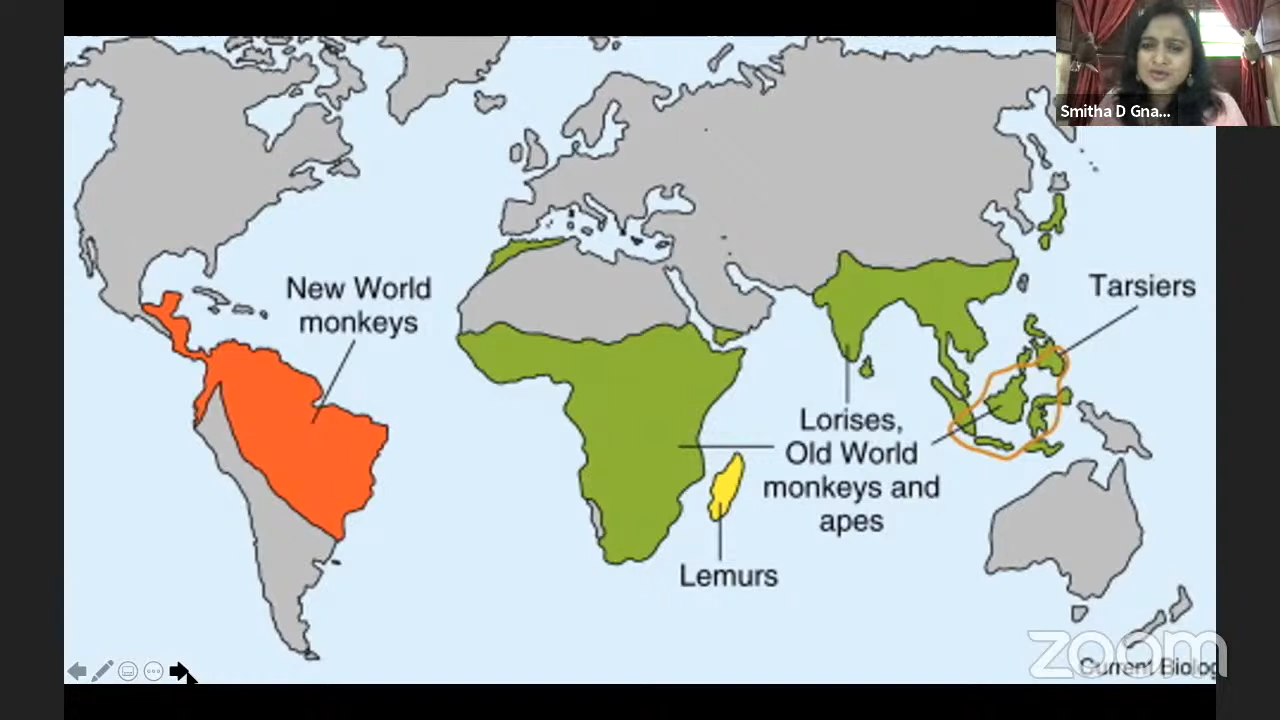 Smitha D Gna...
New World
monkeys
Tarsiers
Lorises,
Old World
monkeys and
apes
Lemurs
zoom
Current Biolog